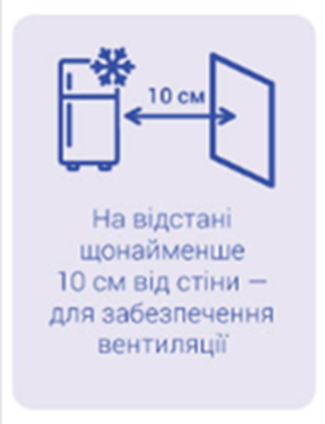 10 см
На відстані
щонайменше
10 см від стіни —
для забезпечення
вентиляції